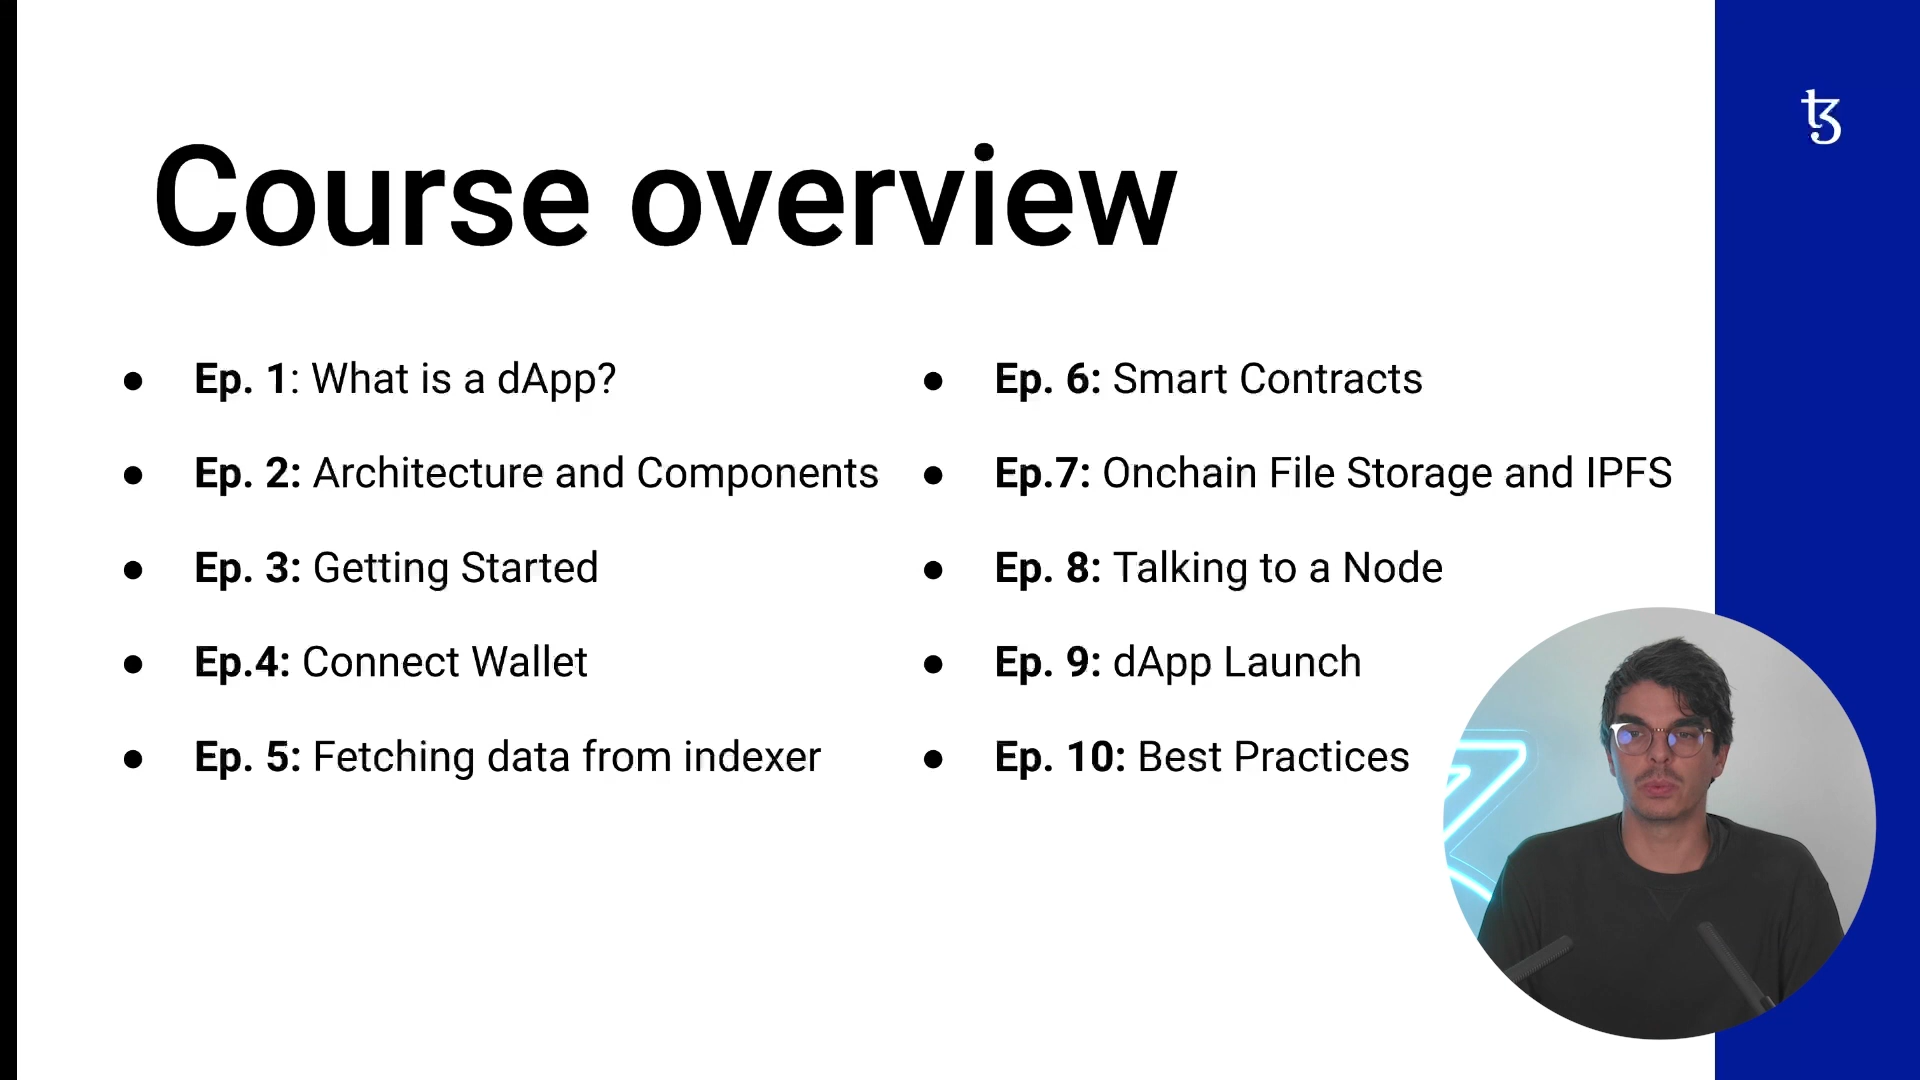 Course overview
Ep. 1: What is a dApp?
Ep. 2: Architecture and Components
Ep. 3: Getting Started
Ep.4: Connect Wallet
Ep. 5: Fetching data from indexer
Ep. 6: Smart Contracts
Ep.7: Onchain File Storage and IPFS
Ep. 8: Talking to a Node
Ep. 9: dApp Launch
Ep. 10: Best Practices